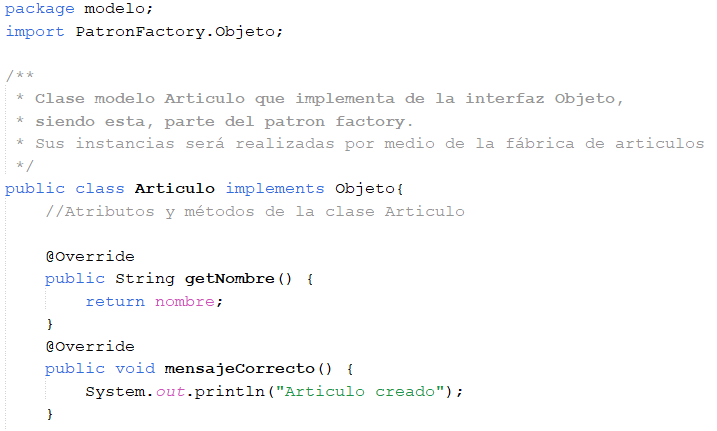 package modelo;
import PatronFactory.Objeto;
/**
* Clase modelo Articulo que implementa de la interfaz Objeto,
* siendo esta, parte del patron factory.
* Sus instancias será realizadas por medio de la fábrica de articulos
*/
public class Articulo implements Objeto{
//Atributos y métodos de la clase Articulo
@Override
public String getNombre() {
return nombre;
}
@Override
public void mensajeCorrecto() {
System.out.println("Articulo creado");
}